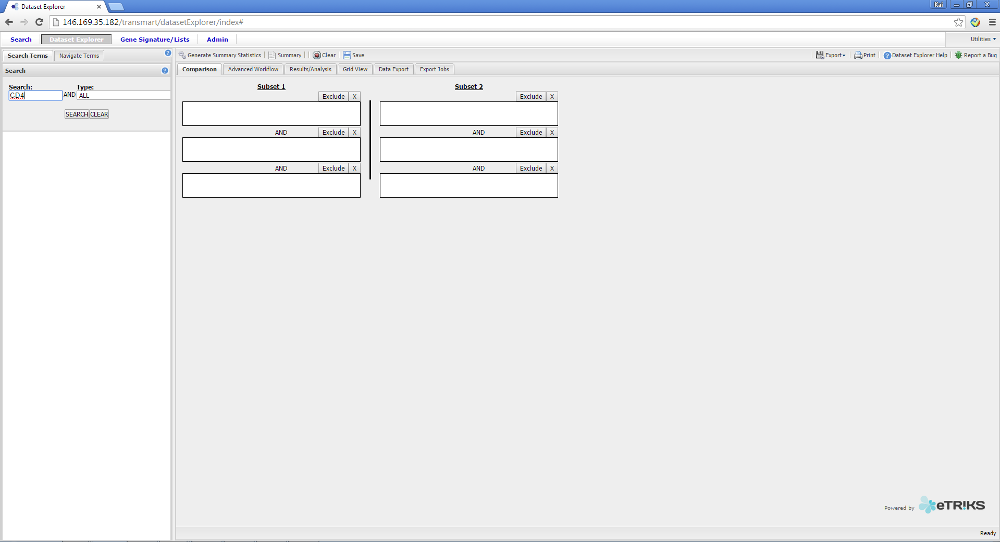 Dataset Explorer
Kai
146.169.35.182/transmart/datasetExplorer/index#
Search Dataset Explorer Gene Signature/Lists Admin Utilities
Search Terms Navigate Terms
Generate Summary Statistics Summary Clear Save Export Print Dataset Explorer Help Report a Bug
Search
Comparison Advanced Workflow Results/Analysis Grid View Data Export Export Jobs
Search: Type:
CD4 AND ALL
SEARCH CLEAR
Subset 1 Subset 2
Exclude X Exclude X
AND Exclude X AND Exclude X
AND Exclude X AND Exclude X
Powered by eTRIKS
Ready